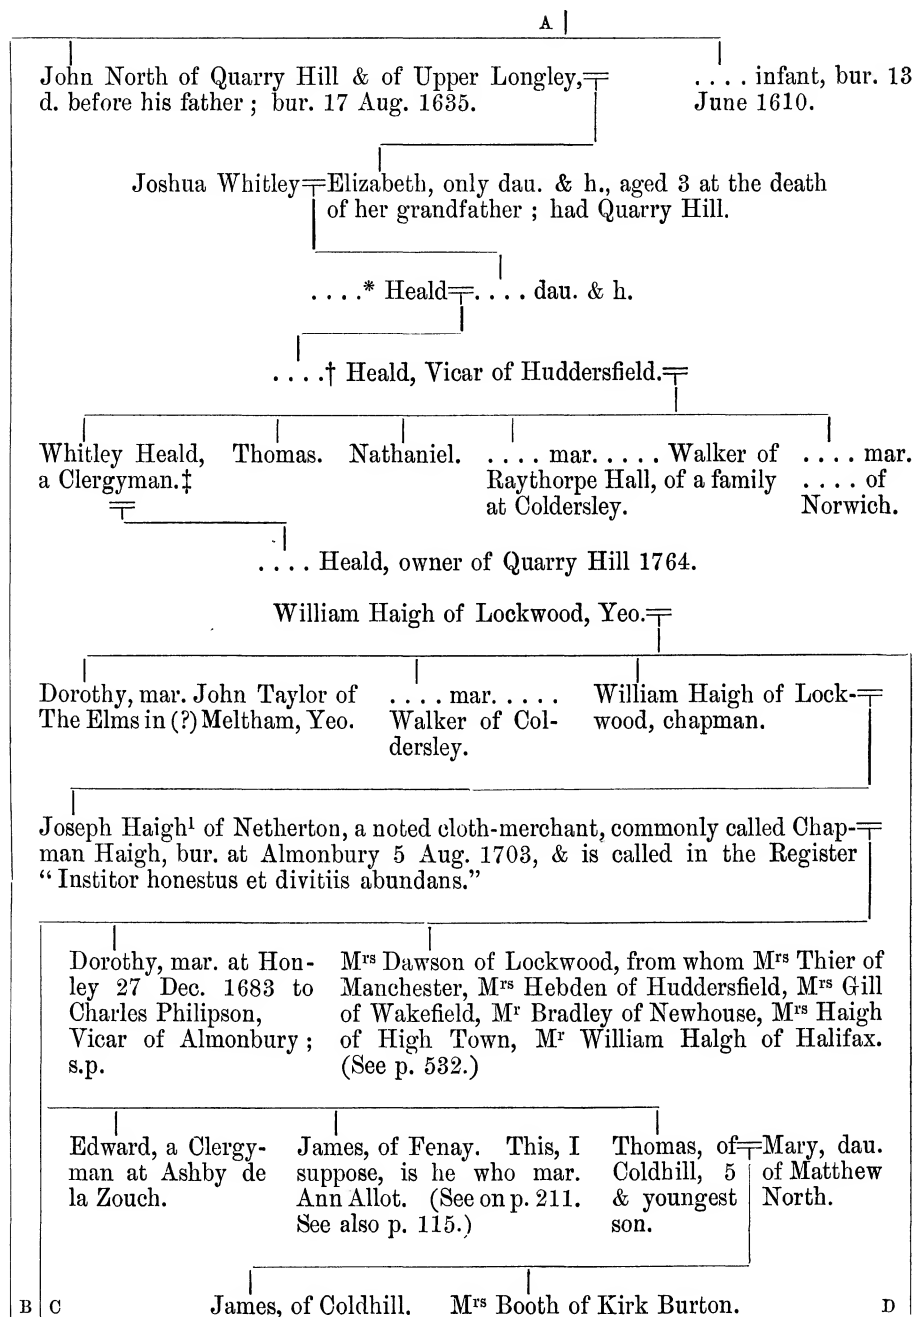 A
John North of Quarry Hill & of Upper Longley,
d. before his father ; bur. 17 Aug. 1635.
. . . . infant, bur. 13
June 1610.
Joshua Whitley
Elizabeth, only dau. & h., aged 3 at the death
of her grandfather ; had Quarry Hill.
. . . .* Heald
. . . . dau. & h.
. . . .† Heald, Vicar of Huddersfield.
Whitley Heald,
a Clergyman.‡
Thomas.
Nathaniel.
. . . . mar. . . . . Walker of
Raythorpe Hall, of a family
at Coldersley.
. . . . mar.
. . . . of
Norwich.
. . . . Heald, owner of Quarry Hill 1764.
William Haigh of Lockwood, Yeo.
Dorothy, mar. John Taylor of
The Elms in (?) Meltham, Yeo.
. . . . mar. . . . .
Walker of Col-
dersley.
William Haigh of Lock-
wood, chapman.
Joseph Haigh¹ of Netherton, a noted cloth-merchant, commonly called Chap-
man Haigh, bur. at Almonbury 5 Aug. 1703, & is called in the Register
“ Institor honestus et divitiis abundans.”
Dorothy, mar. at Hon-
ley 27 Dec. 1683 to
Charles Philipson,
Vicar of Almonbury ;
s.p.
Mrs Dawson of Lockwood, from whom Mrs Thier of
Manchester, Mrs Hebden of Huddersfield, Mrs Gill
of Wakefield, Mr Bradley of Newhouse, Mrs Haigh
of High Town, Mr William Halgh of Halifax.
(See p. 532.)
Edward, a Clergy-
man at Ashby de
la Zouch.
James, of Fenay. This, I
suppose, is he who mar.
Ann Allot. (See on p. 211.
See also p. 115.)
Thomas, of
Coldhill, 5
& youngest
son.
Mary, dau.
of Matthew
North.
B C
James, of Coldhill.
Mrs Booth of Kirk Burton.
D